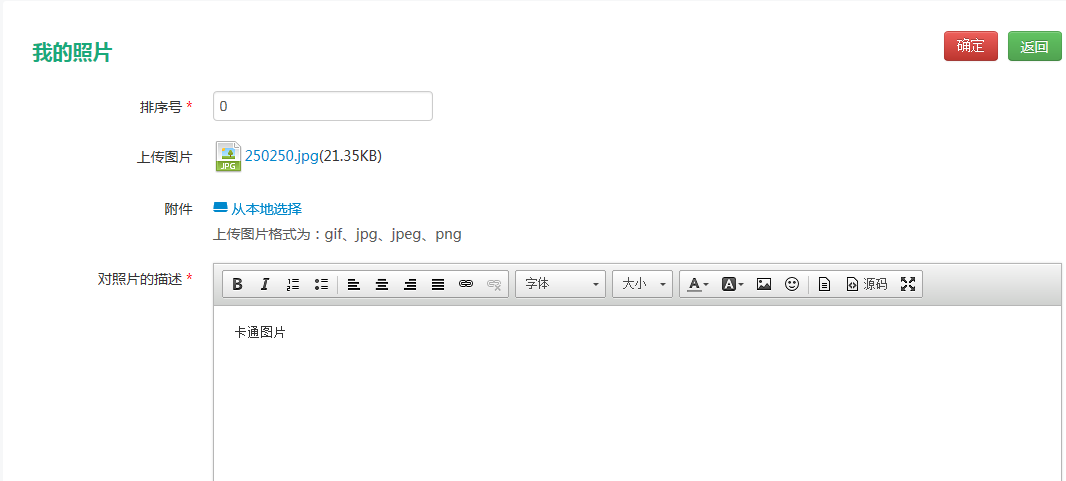 我的照片
确定 返回
排序号 * 0
上传图片 JPG 250250.jpg(21.35KB)
附件 从本地选择
上传图片格式为：gif、jpg、jpeg、png
对照片的描述 * B I 字体 大小 A A 源码
卡通图片